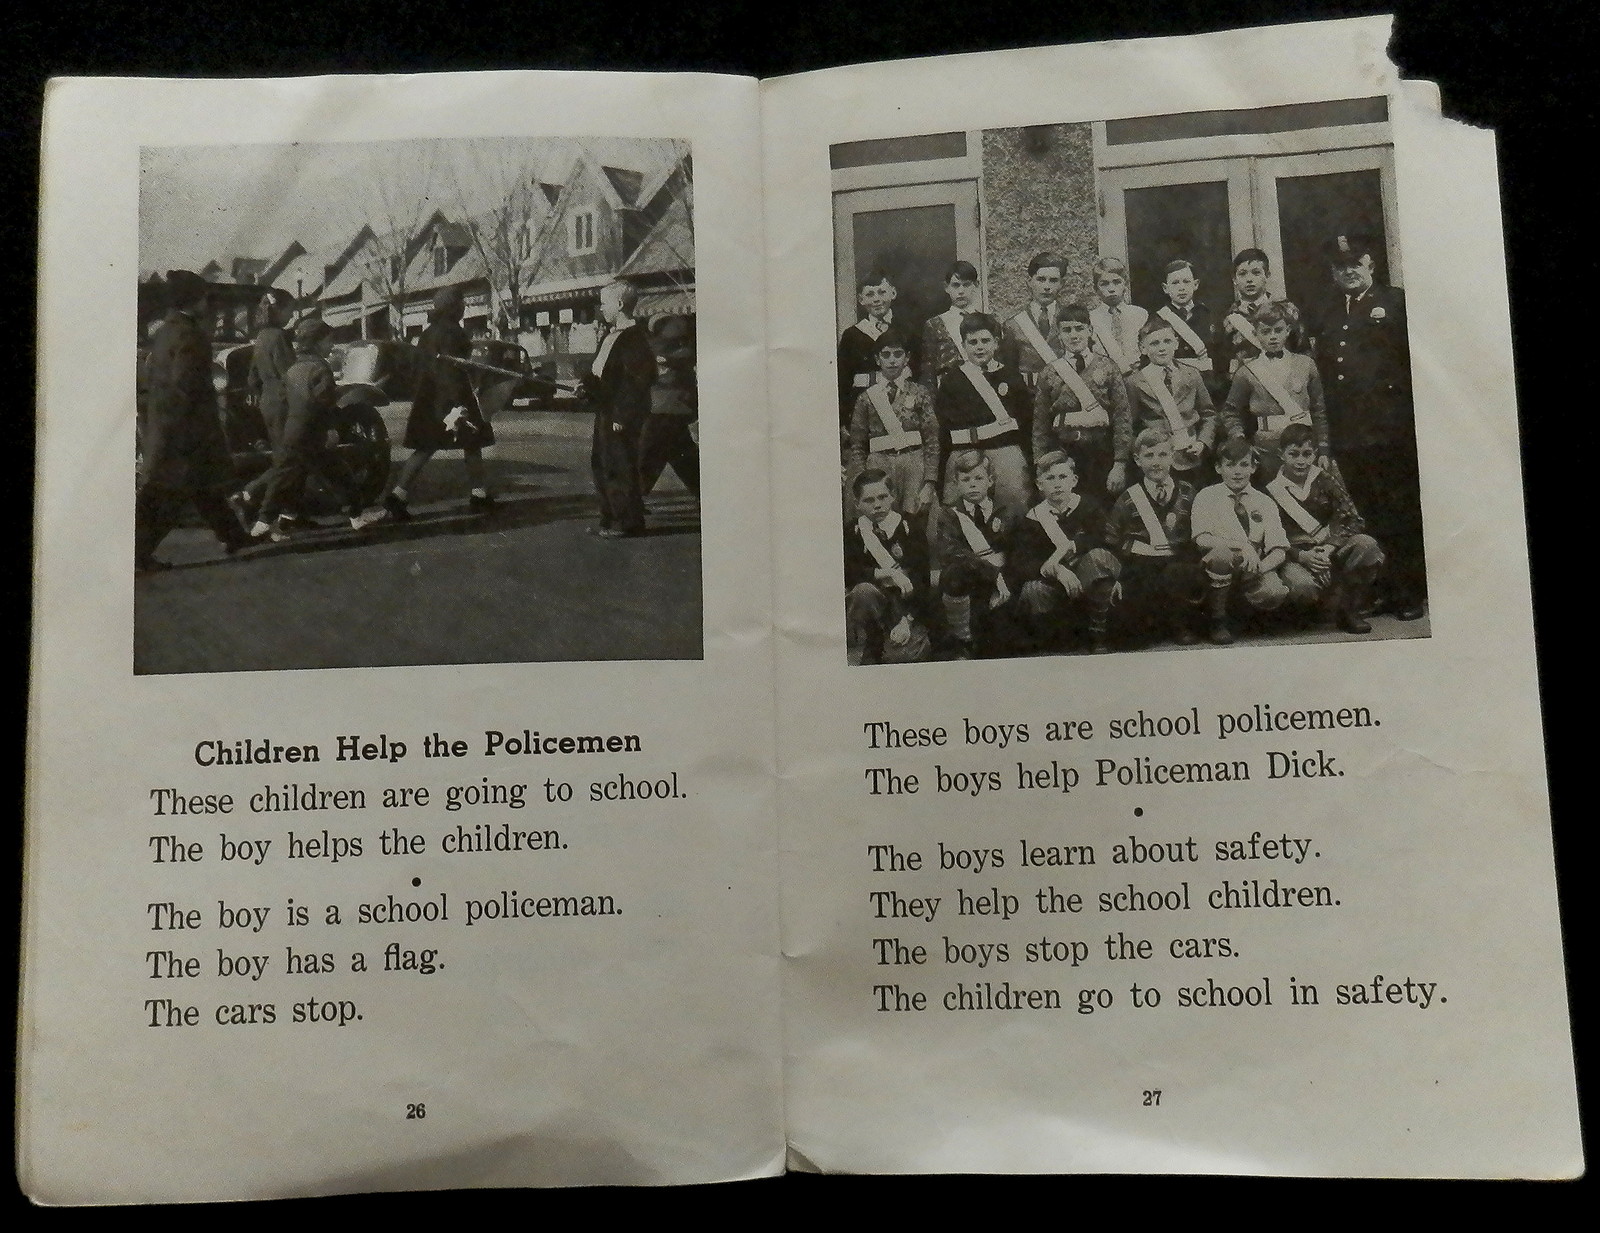 Children Help the Policemen
These children are going to school.
The boy helps the children.
•
The boy is a school policeman.
The boy has a flag.
The cars stop.
26
These boys are school policemen.
The boys help Policeman Dick.
•
The boys learn about safety.
They help the school children.
The boys stop the cars.
The children go to school in safety.
27